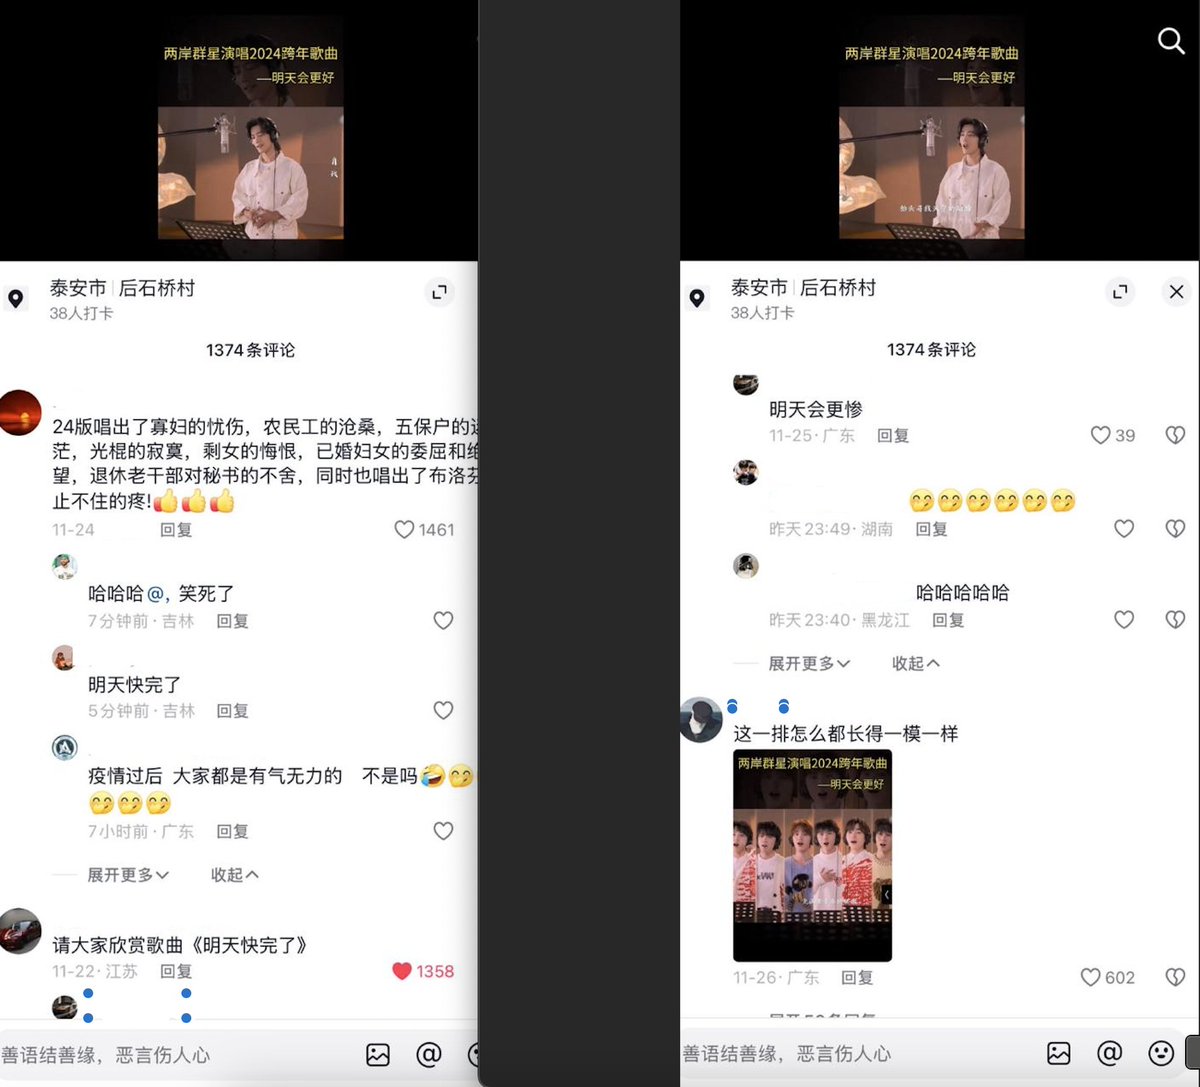 两岸群星演唱2024跨年歌曲
—明天会更好
自
找
泰安市 | 后石桥村
38人打卡
1374条评论
24版唱出了寡妇的忧伤，农民工的沧桑，五保户的
茫，光棍的寂寞，剩女的悔恨，已婚妇女的委屈和
望，退休老干部对秘书的不舍，同时也唱出了布洛芬
止不住的疼!👍👍👍
11-24 回复 1461
哈哈哈@，笑死了
7分钟前 · 吉林 回复
明天快完了
5分钟前 · 吉林 回复
疫情过后 大家都是有气无力的 不是吗🤣🤭
🤭🤭🤭
7小时前 · 广东 回复
展开更多 收起
请大家欣赏歌曲《明天快完了》
11-22 · 江苏 回复 1358
善语结善缘，恶言伤人心
两岸群星演唱2024跨年歌曲
—明天会更好
泰安市 | 后石桥村
38人打卡
1374条评论
明天会更惨
11-25 · 广东 回复 39
🤭🤭🤭🤭🤭🤭
昨天 23:49 · 湖南 回复
哈哈哈哈哈
昨天 23:40 · 黑龙江 回复
展开更多 收起
这一排怎么都长得一模一样
两岸群星演唱2024跨年歌曲
—明天会更好
11-26 · 广东 回复 602
善语结善缘，恶言伤人心